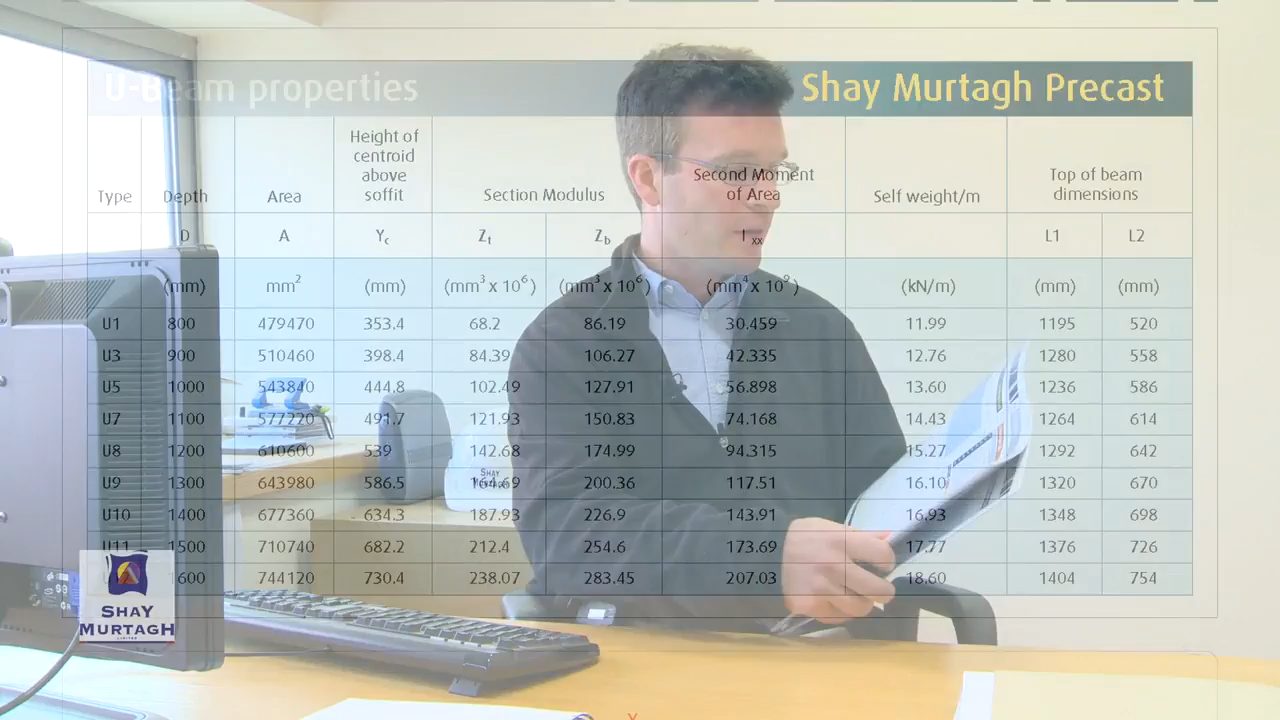 U-Beam properties Shay Murtagh Precast
Height of
centroid
above
soffit
Second Moment
of Area
Top of beam
dimensions
Type Depth Area Section Modulus Self weight/m
D A Yc Zt Zb I xx L1 L2
(mm) mm² (mm) (mm³ x 10⁶) (mm³ x 10⁶) (mm⁴ x 10⁹) (kN/m) (mm) (mm)
U1 800 479470 353.4 68.2 86.19 30.459 11.99 1195 520
U3 900 510460 398.4 84.39 106.27 42.335 12.76 1280 558
U5 1000 543840 444.8 102.49 127.91 56.898 13.60 1236 586
U7 1100 577220 491.7 121.93 150.83 74.168 14.43 1264 614
U8 1200 610600 539 142.68 174.99 94.315 15.27 1292 642
U9 1300 643980 586.5 200.36 117.51 16.10 1320 670
U10 1400 677360 634.3 187.93 226.9 143.91 16.93 1348 698
U11 1500 710740 682.2 212.4 254.6 173.69 17.77 1376 726
1600 744120 730.4 238.07 283.45 207.03 18.60 1404 754
SHAY
MURTAGH
LIMITED
SHAY
MURTAGH